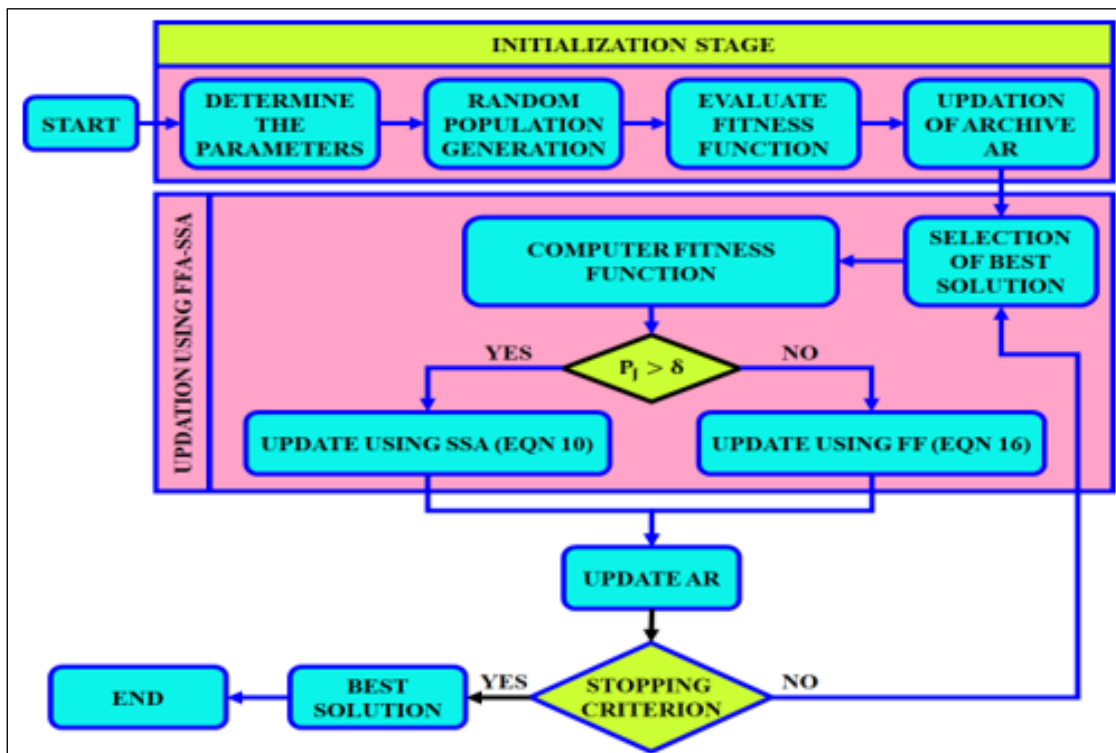 INITIALIZATION STAGE
START
DETERMINE
THE
PARAMETERS
RANDOM
POPULATION
GENERATION
EVALUATE
FITNESS
FUNCTION
UPDATION
OF ARCHIVE
AR
UPDATION USING FFA-SSA
COMPUTER FITNESS
FUNCTION
SELECTION
OF BEST
SOLUTION
YES
P_J > δ
NO
UPDATE USING SSA (EQN 10)
UPDATE USING FF (EQN 16)
UPDATE AR
END
BEST
SOLUTION
YES
STOPPING
CRITERION
NO